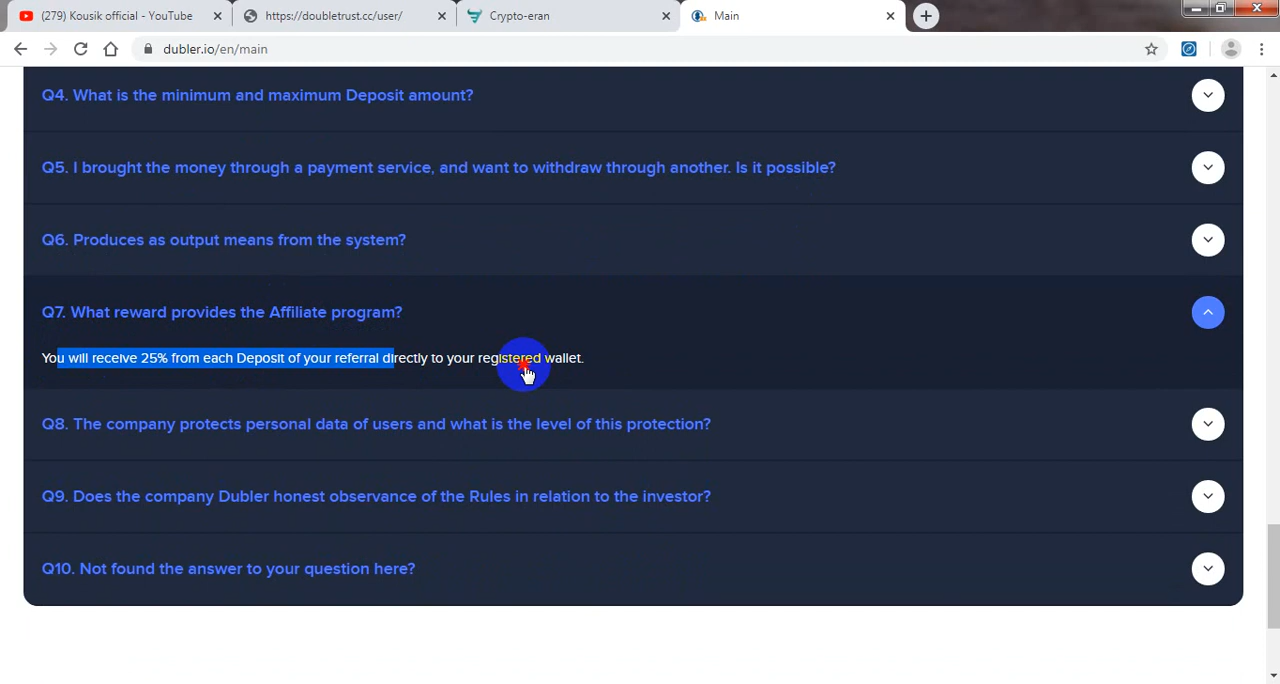 (279) Kousik official - YouTube
https://doubletrust.cc/user/
Crypto-eran
Main
dubler.io/en/main
Q4. What is the minimum and maximum Deposit amount?
Q5. I brought the money through a payment service, and want to withdraw through another. Is it possible?
Q6. Produces as output means from the system?
Q7. What reward provides the Affiliate program?
You will receive 25% from each Deposit of your referral directly to your registered wallet.
Q8. The company protects personal data of users and what is the level of this protection?
Q9. Does the company Dubler honest observance of the Rules in relation to the investor?
Q10. Not found the answer to your question here?